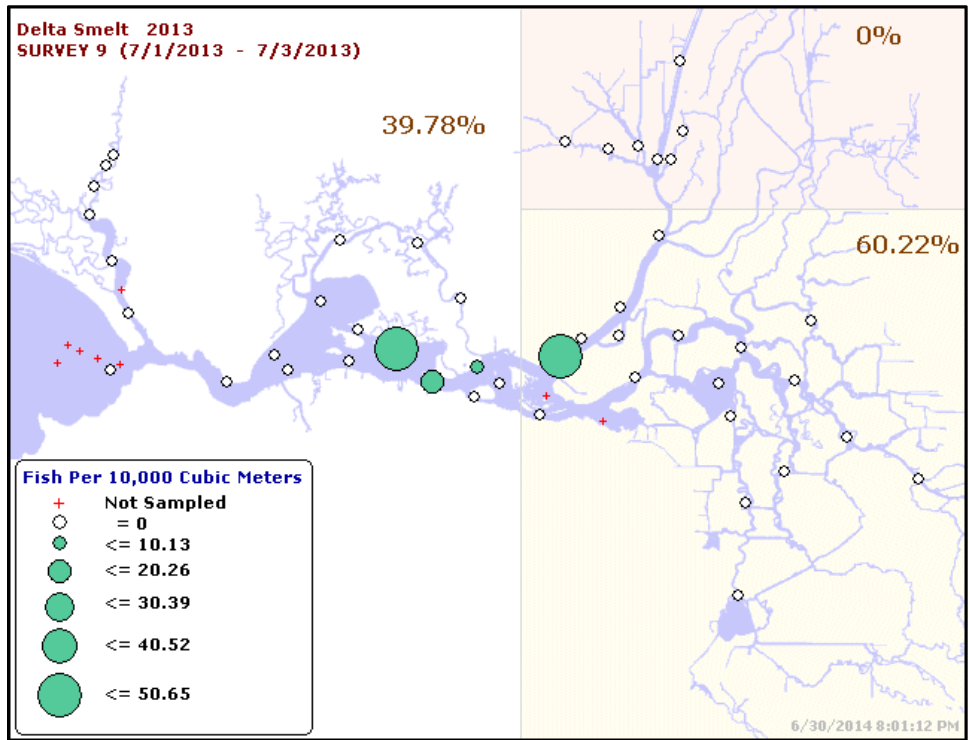 Delta Smelt 2013
SURVEY 9 (7/1/2013 - 7/3/2013)
0%
39.78%
60.22%
Fish Per 10,000 Cubic Meters
Not Sampled
= 0
<= 10.13
<= 20.26
<= 30.39
<= 40.52
<= 50.65
6/30/2014 8:01:12 PM